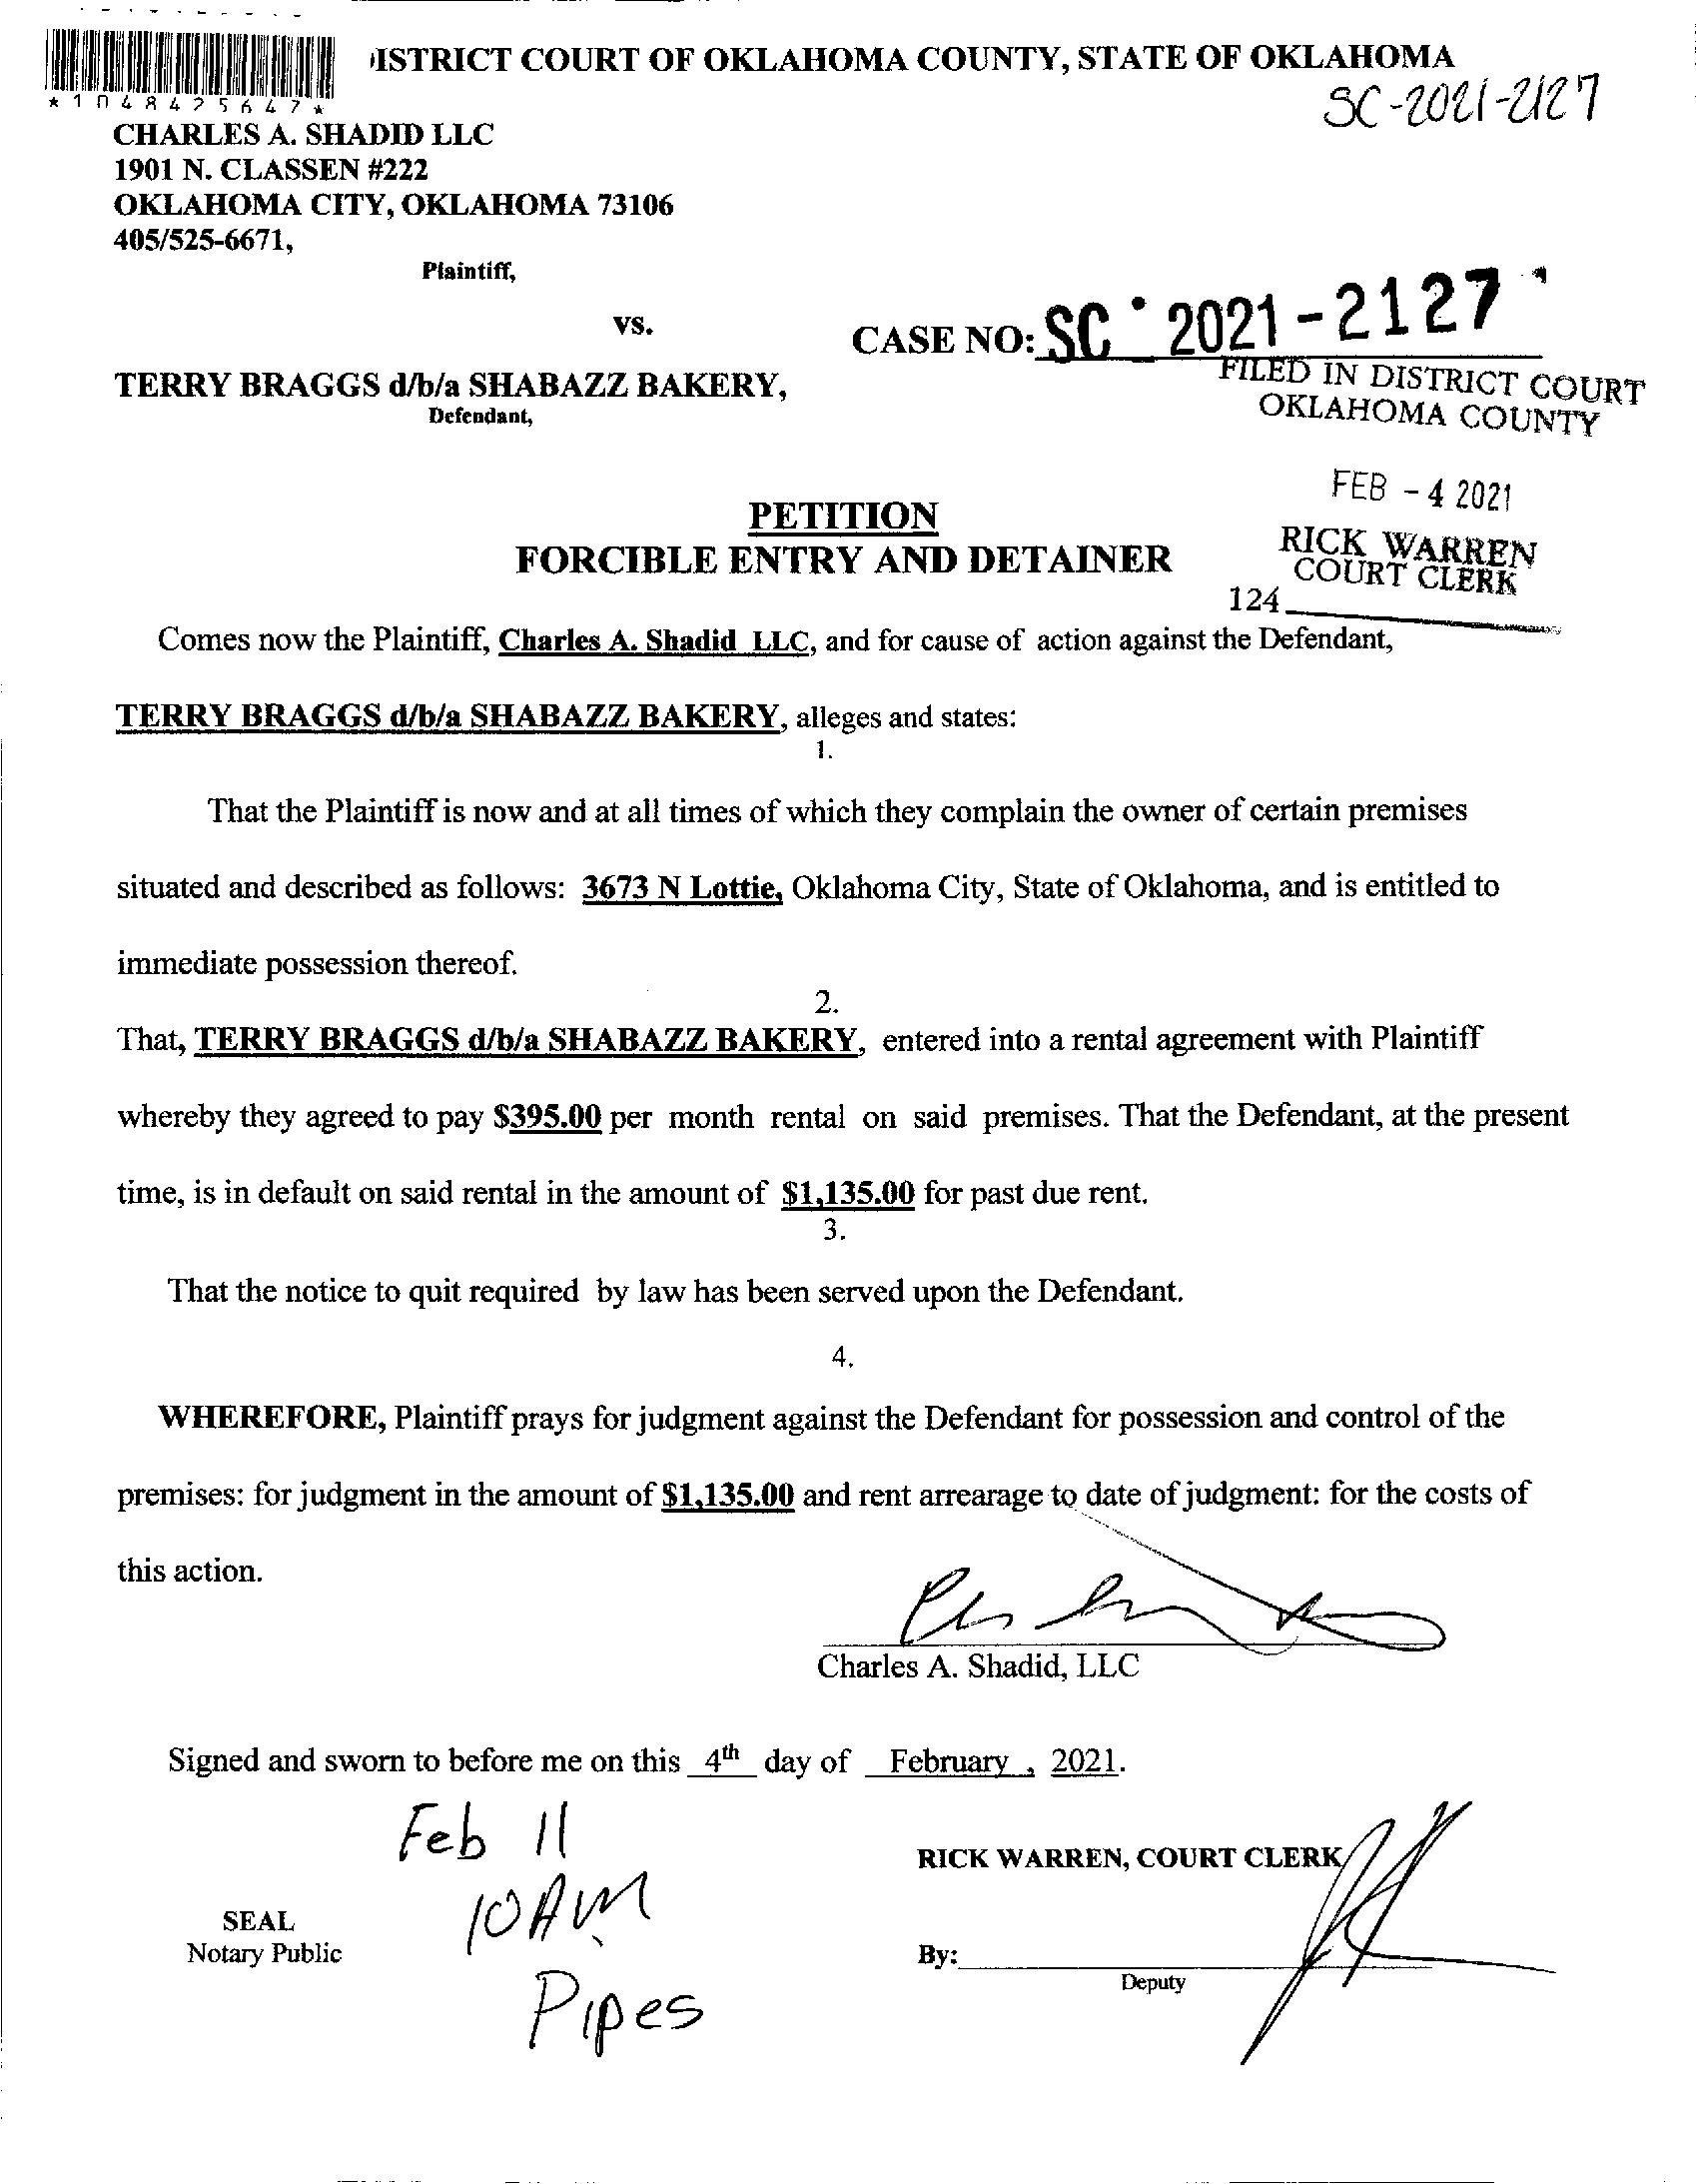 ISTRICT COURT OF OKLAHOMA COUNTY, STATE OF OKLAHOMA
*1048425647*
SC-2021-2127
CHARLES A. SHADID LLC
1901 N. CLASSEN #222
OKLAHOMA CITY, OKLAHOMA 73106
405/525-6671,
Plaintiff,
vs.
CASE NO: SC 2021-2127
TERRY BRAGGS d/b/a SHABAZZ BAKERY,
Defendant,
FILED IN DISTRICT COURT
OKLAHOMA COUNTY
FEB - 4 2021
RICK WARREN
COURT CLERK
124
PETITION
FORCIBLE ENTRY AND DETAINER
Comes now the Plaintiff, Charles A. Shadid LLC, and for cause of action against the Defendant,
TERRY BRAGGS d/b/a SHABAZZ BAKERY, alleges and states:
1.
That the Plaintiff is now and at all times of which they complain the owner of certain premises
situated and described as follows: 3673 N Lottie, Oklahoma City, State of Oklahoma, and is entitled to
immediate possession thereof.
2.
That, TERRY BRAGGS d/b/a SHABAZZ BAKERY, entered into a rental agreement with Plaintiff
whereby they agreed to pay $395.00 per month rental on said premises. That the Defendant, at the present
time, is in default on said rental in the amount of $1,135.00 for past due rent.
3.
That the notice to quit required by law has been served upon the Defendant.
4.
WHEREFORE, Plaintiff prays for judgment against the Defendant for possession and control of the
premises: for judgment in the amount of $1,135.00 and rent arrearage to date of judgment: for the costs of
this action.
Charles A. Shadid, LLC
Signed and sworn to before me on this 4th day of February , 2021.
Feb 11
10 AM
Pipes
SEAL
Notary Public
RICK WARREN, COURT CLERK
By:
Deputy